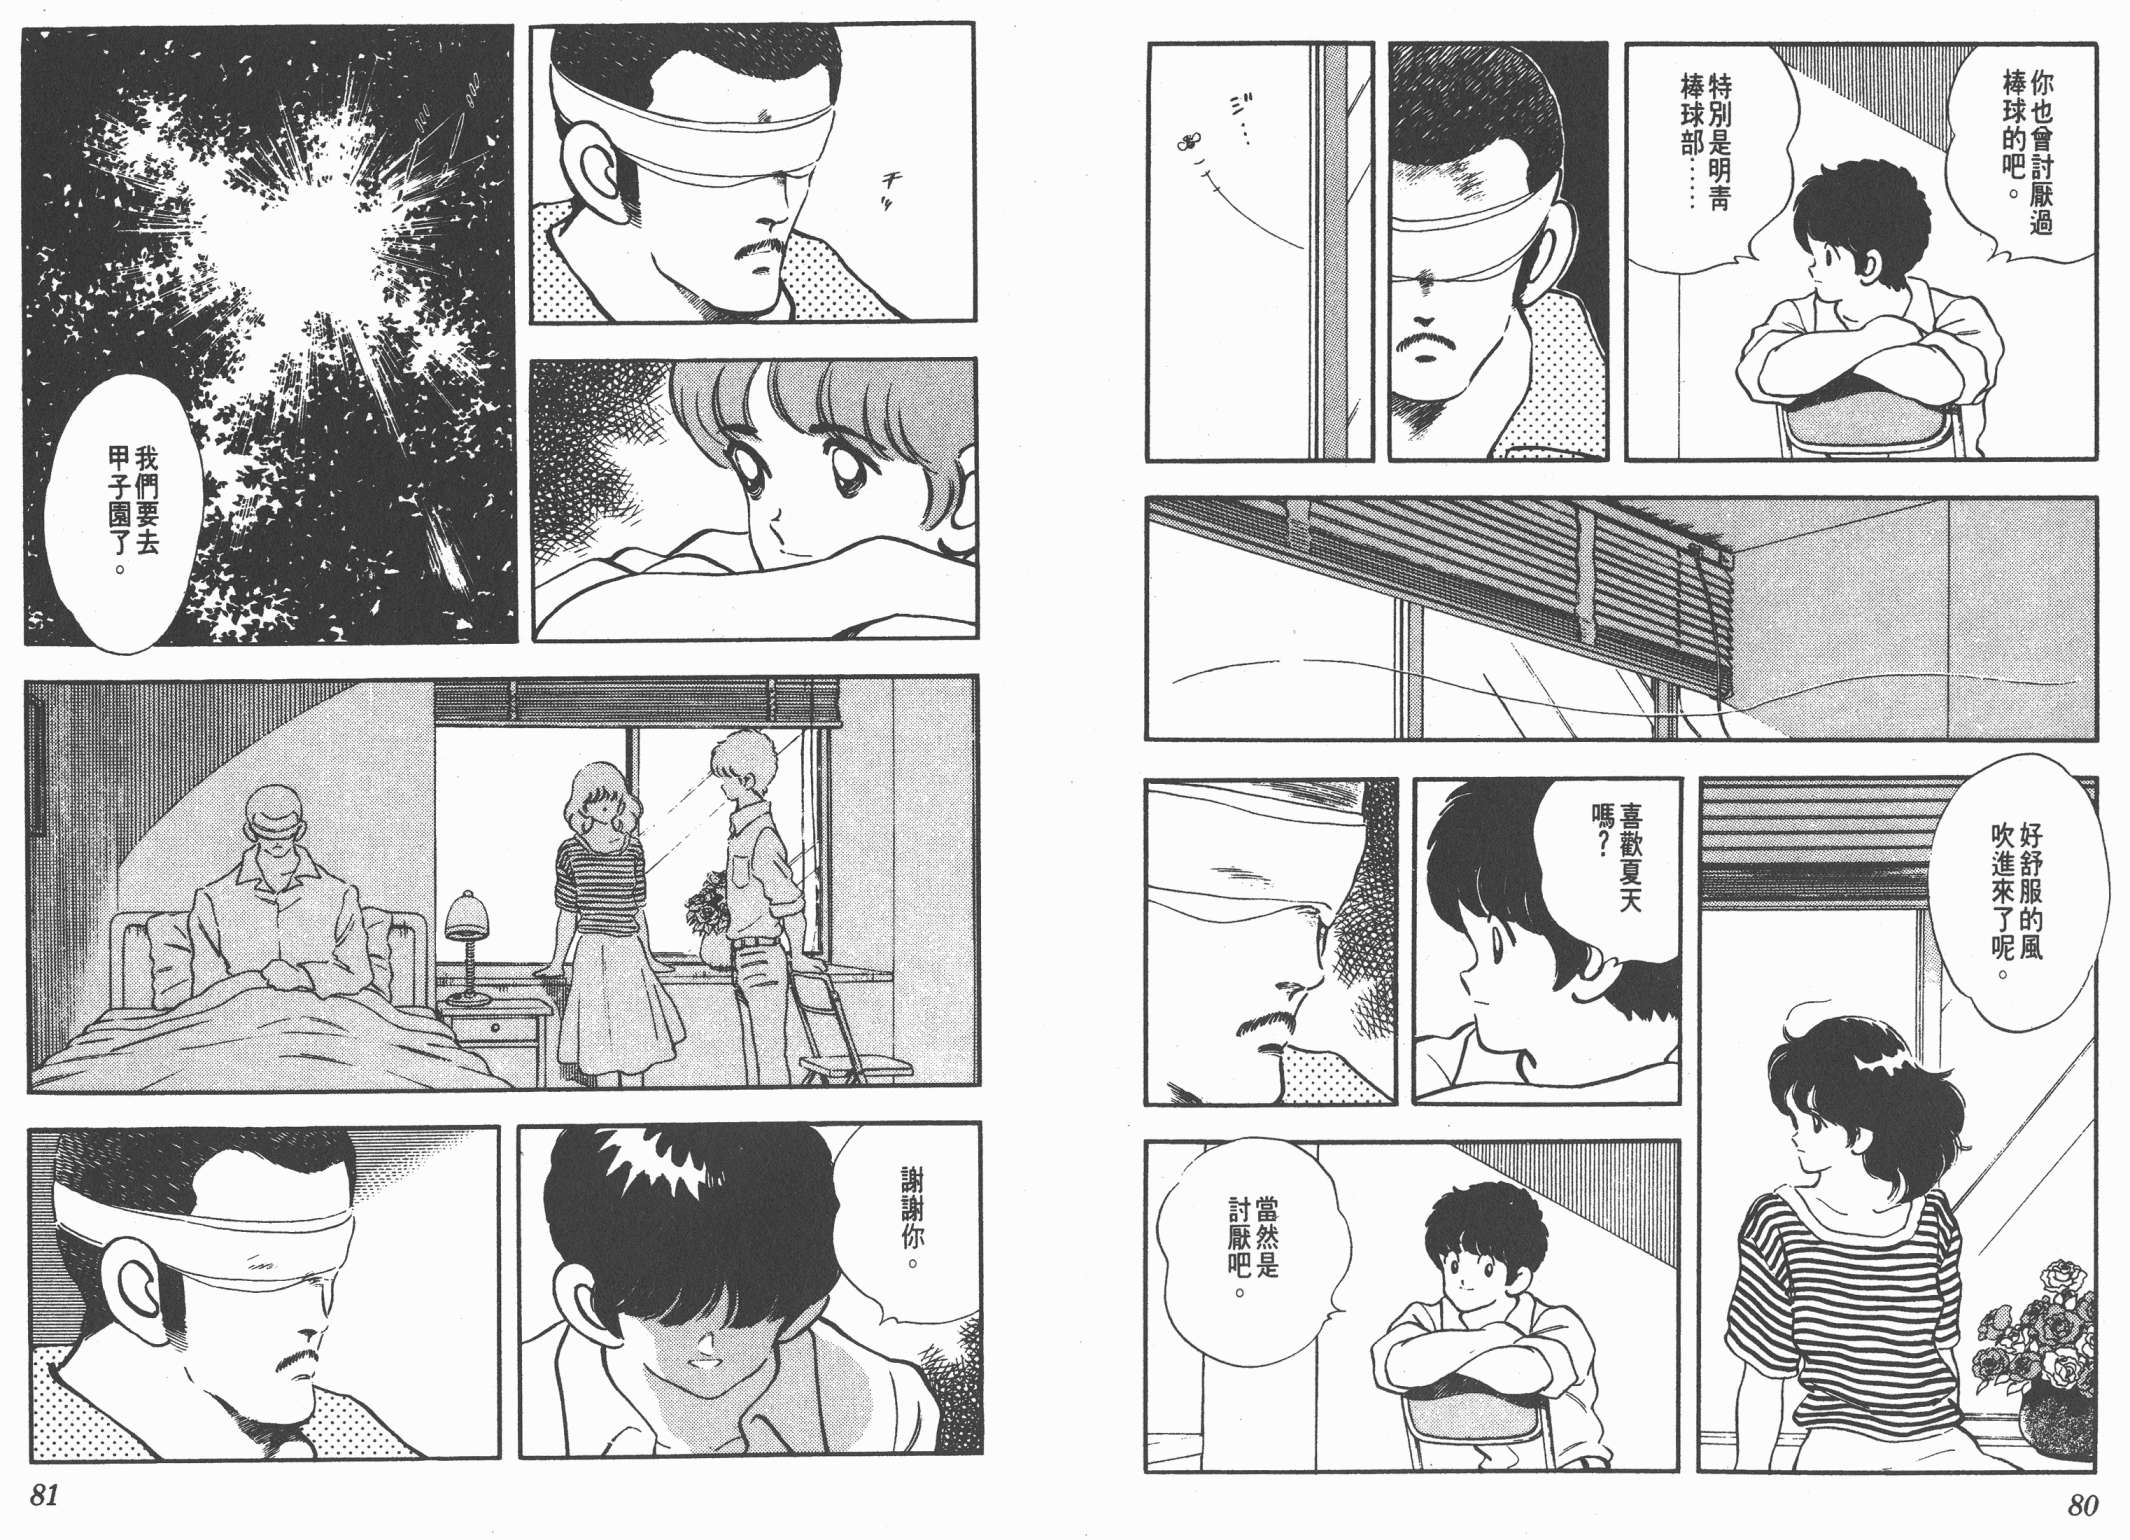 你也曾討厭過
棒球的吧。
特別是明青
棒球部……
ジ…
好舒服的風
吹進來了呢。
喜歡夏天
嗎？
當然是
討厭吧。
80
チッ
我們要去
甲子園了。
謝謝你。
81